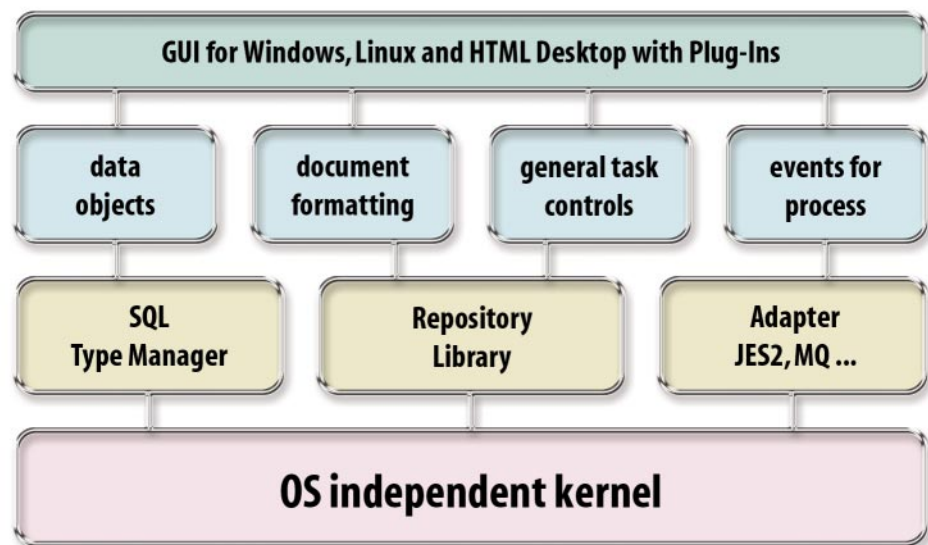 GUI for Windows, Linux and HTML Desktop with Plug-Ins
data
objects
document
formatting
general task
controls
events for
process
SQL
Type Manager
Repository
Library
Adapter
JES2, MQ ...
OS independent kernel